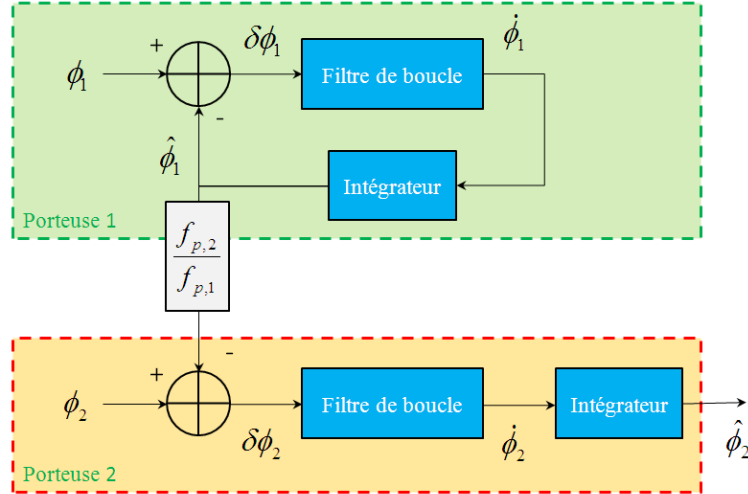 +
ϕ₁
δϕ₁
Filtre de boucle
ϕ̇₁
-
ϕ̂₁
Intégrateur
Porteuse 1
f_{p,2}
f_{p,1}
-
+
ϕ₂
δϕ₂
Filtre de boucle
ϕ̇₂
Intégrateur
ϕ̂₂
Porteuse 2